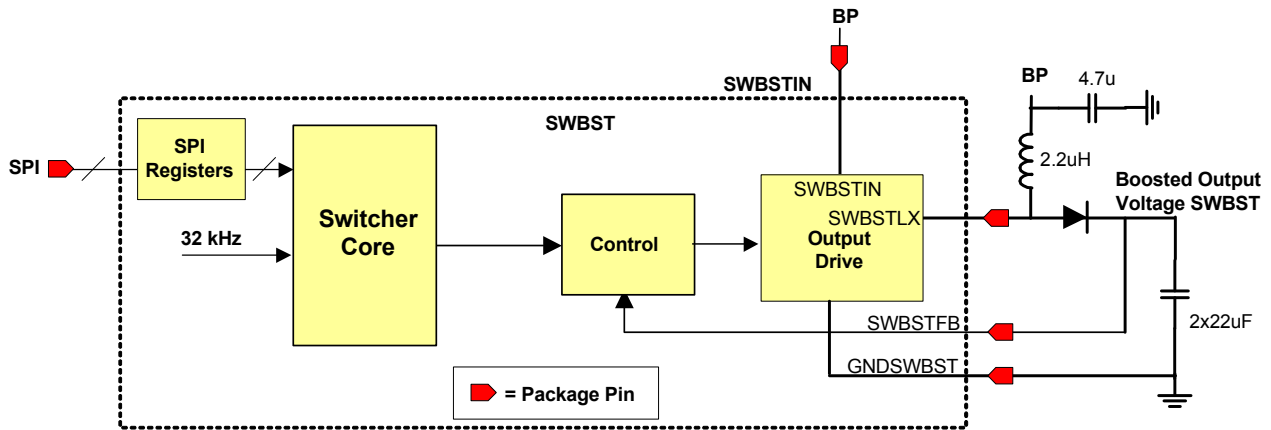 BP
SWBSTIN
BP
4.7u
SWBST
SPI
SPI
Registers
2.2uH
Boosted Output
Voltage SWBST
SWBSTIN
SWBSTLX
Switcher
Core
32 kHz
Control
Output
Drive
SWBSTFB
2x22uF
GNDSWBST
= Package Pin